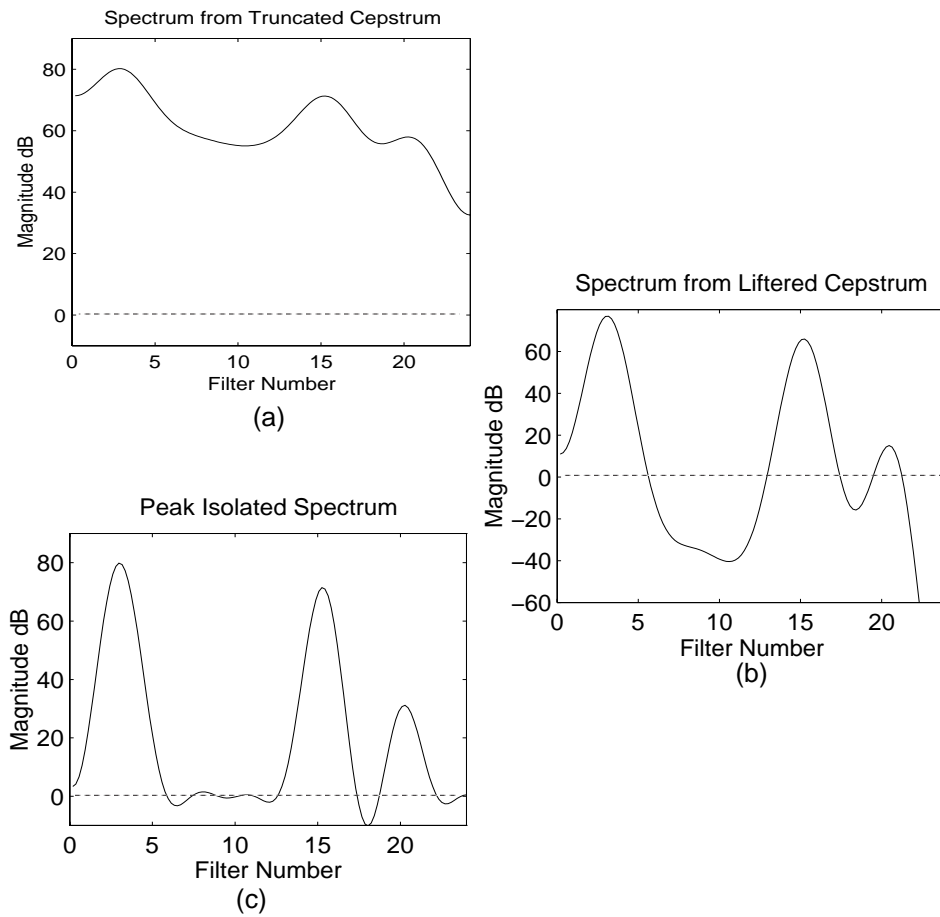 Spectrum from Truncated Cepstrum
80
60
40
20
0
Magnitude dB
0 5 10 15 20
Filter Number
(a)
Spectrum from Liftered Cepstrum
60
40
20
0
−20
−40
−60
Magnitude dB
0 5 10 15 20
Filter Number
(b)
Peak Isolated Spectrum
80
60
40
20
0
Magnitude dB
0 5 10 15 20
Filter Number
(c)